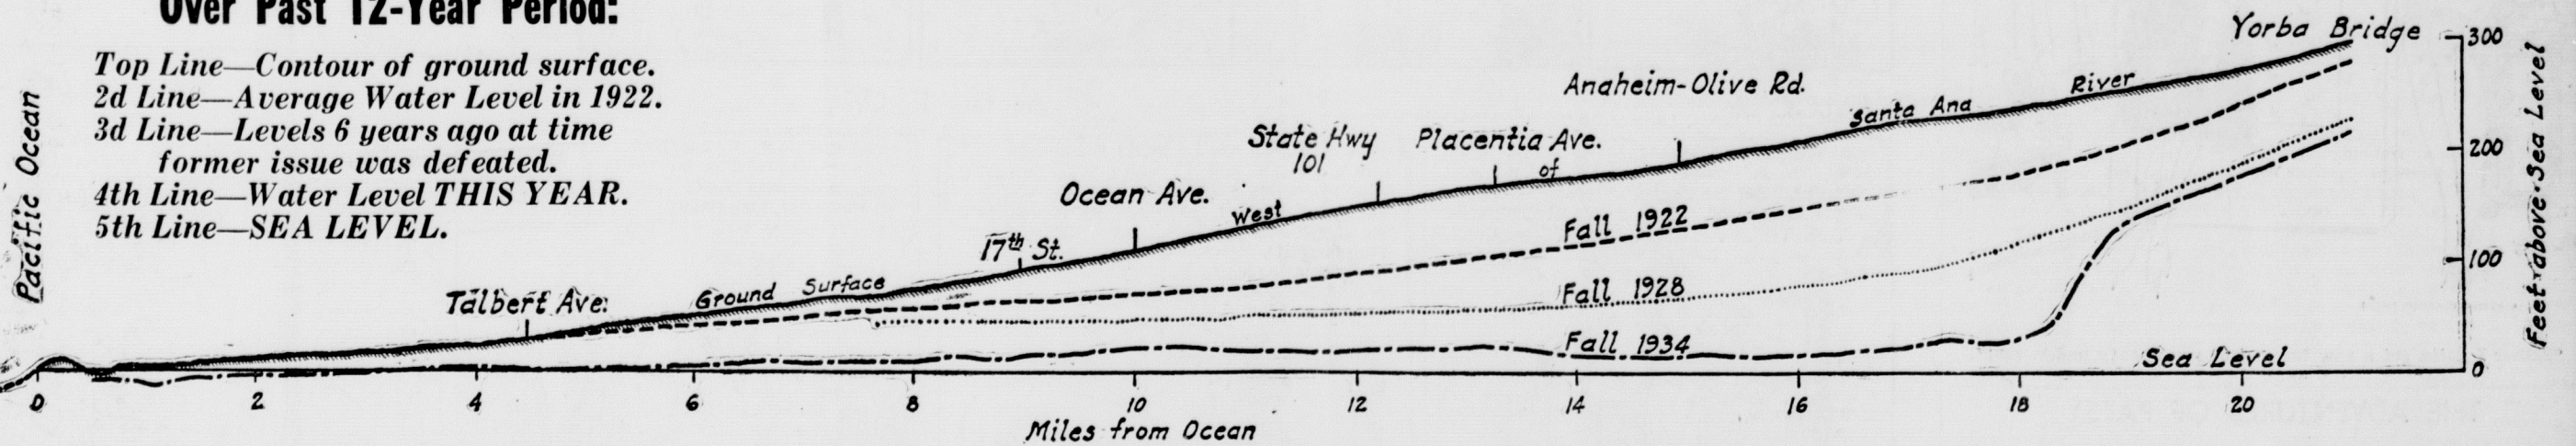 Over Past 12-Year Period:
Top Line—Contour of ground surface.
2d Line—Average Water Level in 1922.
3d Line—Levels 6 years ago at time
former issue was defeated.
4th Line—Water Level THIS YEAR.
5th Line—SEA LEVEL.
Pacific Ocean
Talbert Ave.
Ground Surface West of Santa Ana River
17th St.
Ocean Ave.
State Hwy
101
Placentia Ave.
Anaheim-Olive Rd.
Yorba Bridge
Fall 1922
Fall 1928
Fall 1934
Sea Level
300
200
100
0
Feet above Sea Level
0 2 4 6 8 10 12 14 16 18 20
Miles from Ocean